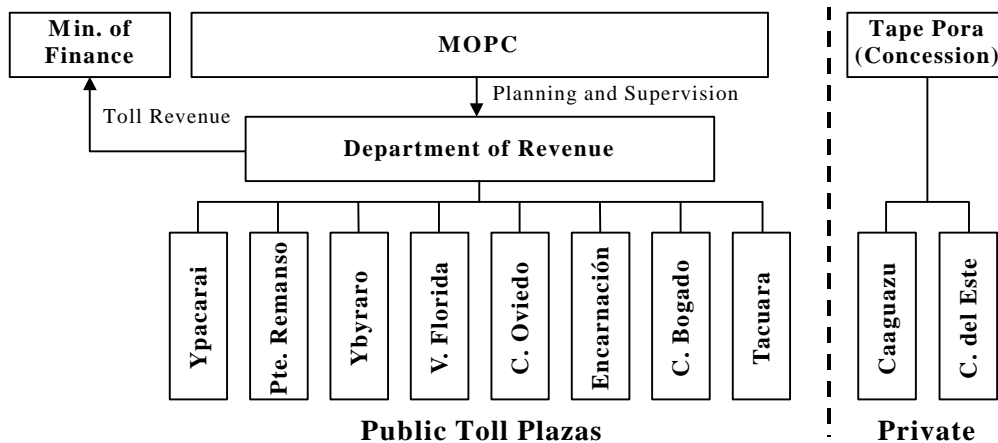 Min. of
Finance
MOPC
Tape Pora
(Concession)
Toll Revenue
Planning and Supervision
Department of Revenue
Ypacarai
Pte. Remanso
Ybyraro
V. Florida
C. Oviedo
Encarnación
C. Bogado
Tacuara
Caaguazu
C. del Este
Public Toll Plazas
Private